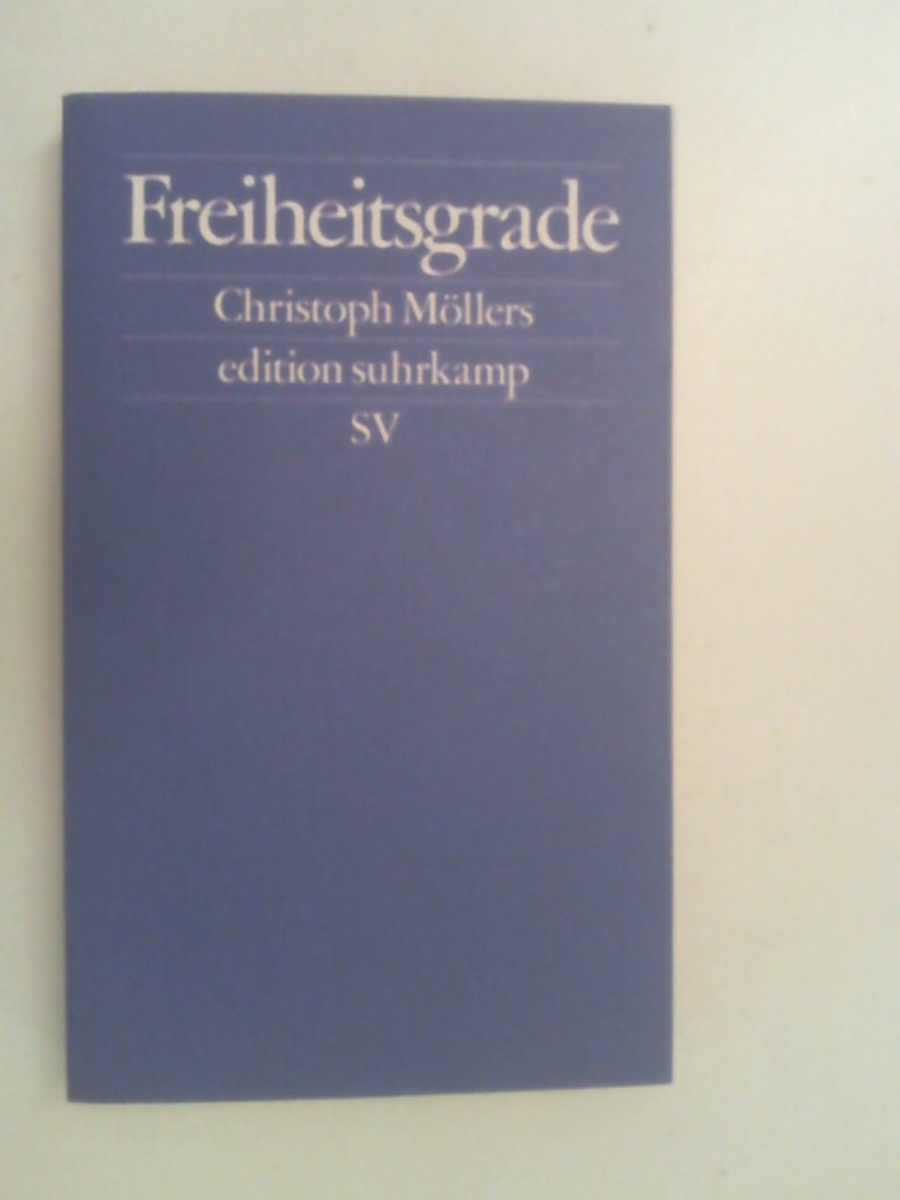 Freiheitsgrade
Christoph Möllers
edition suhrkamp
SV